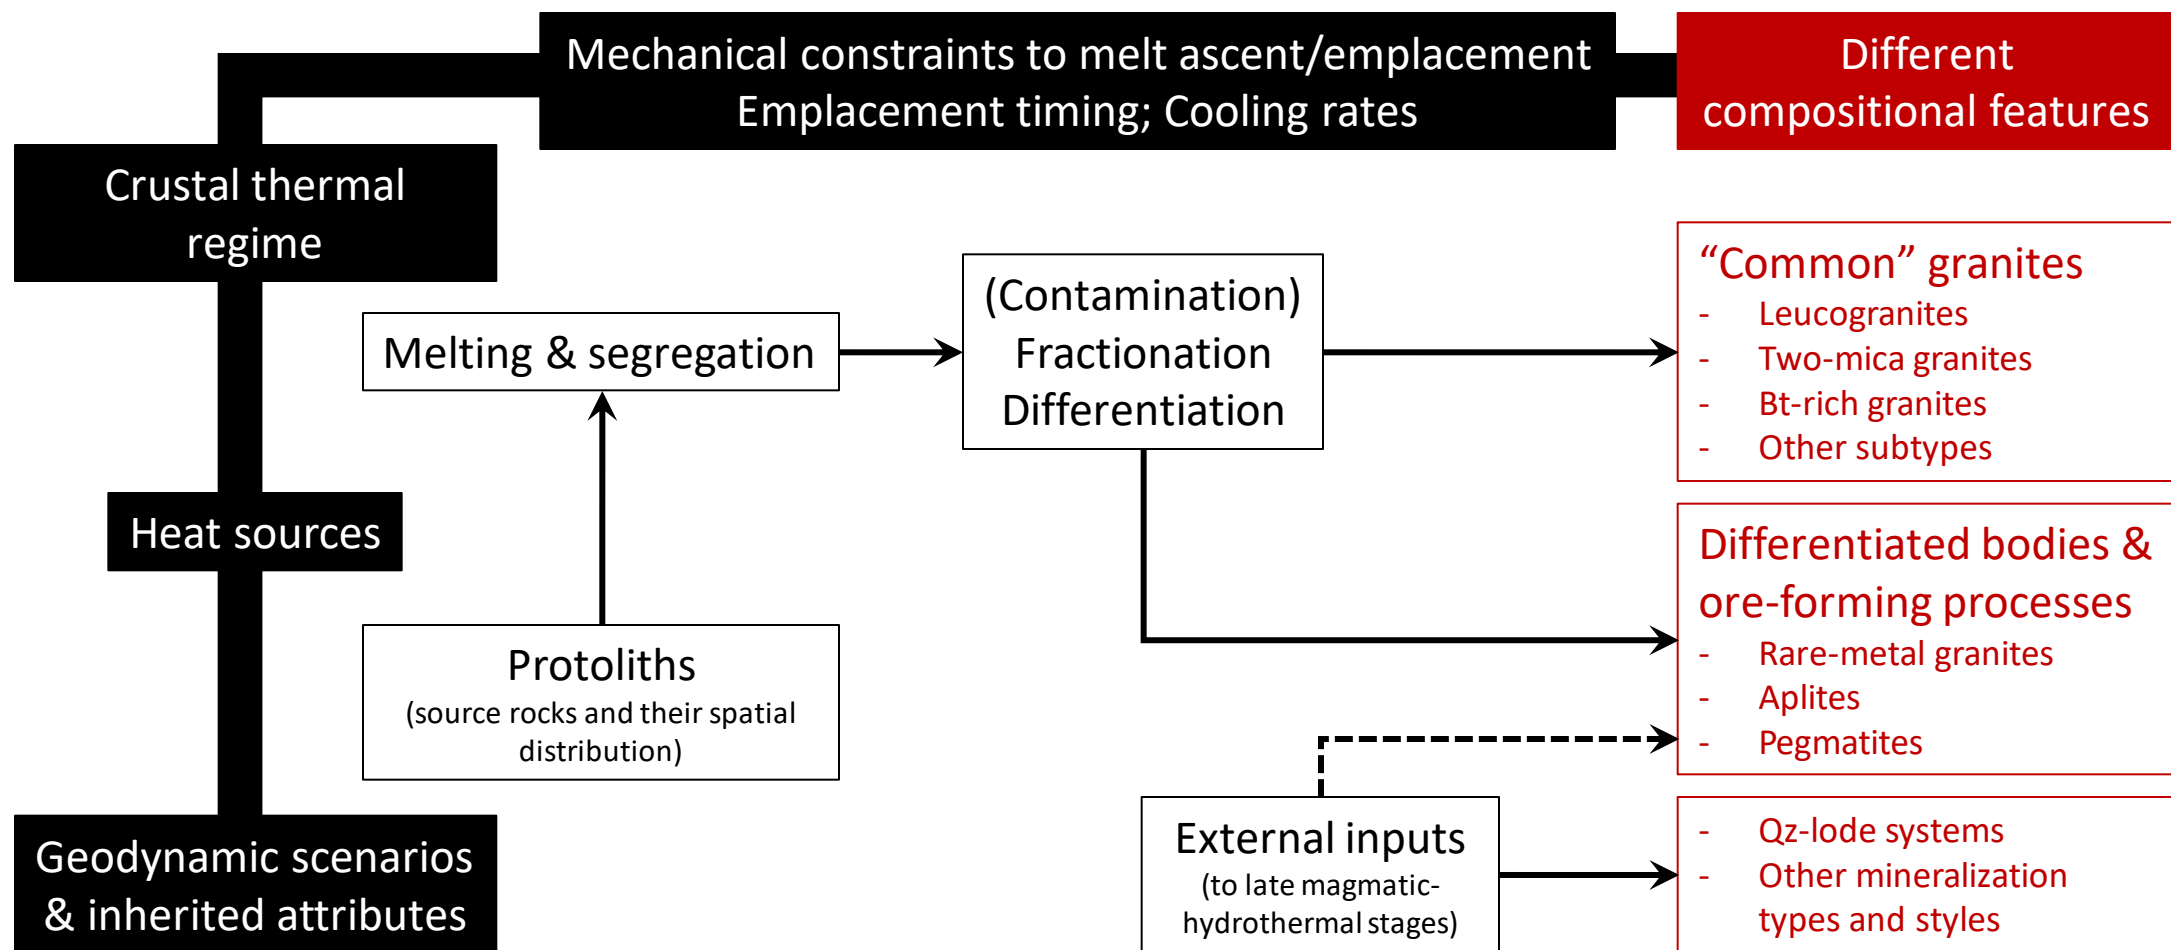 Mechanical constraints to melt ascent/emplacement
Emplacement timing; Cooling rates
Different
compositional features
Crustal thermal
regime
Heat sources
Geodynamic scenarios
& inherited attributes
Melting & segregation
Protoliths
(source rocks and their spatial
distribution)
(Contamination)
Fractionation
Differentiation
External inputs
(to late magmatic-
hydrothermal stages)
“Common” granites
- Leucogranites
- Two-mica granites
- Bt-rich granites
- Other subtypes
Differentiated bodies &
ore-forming processes
- Rare-metal granites
- Aplites
- Pegmatites
- Qz-lode systems
- Other mineralization
types and styles